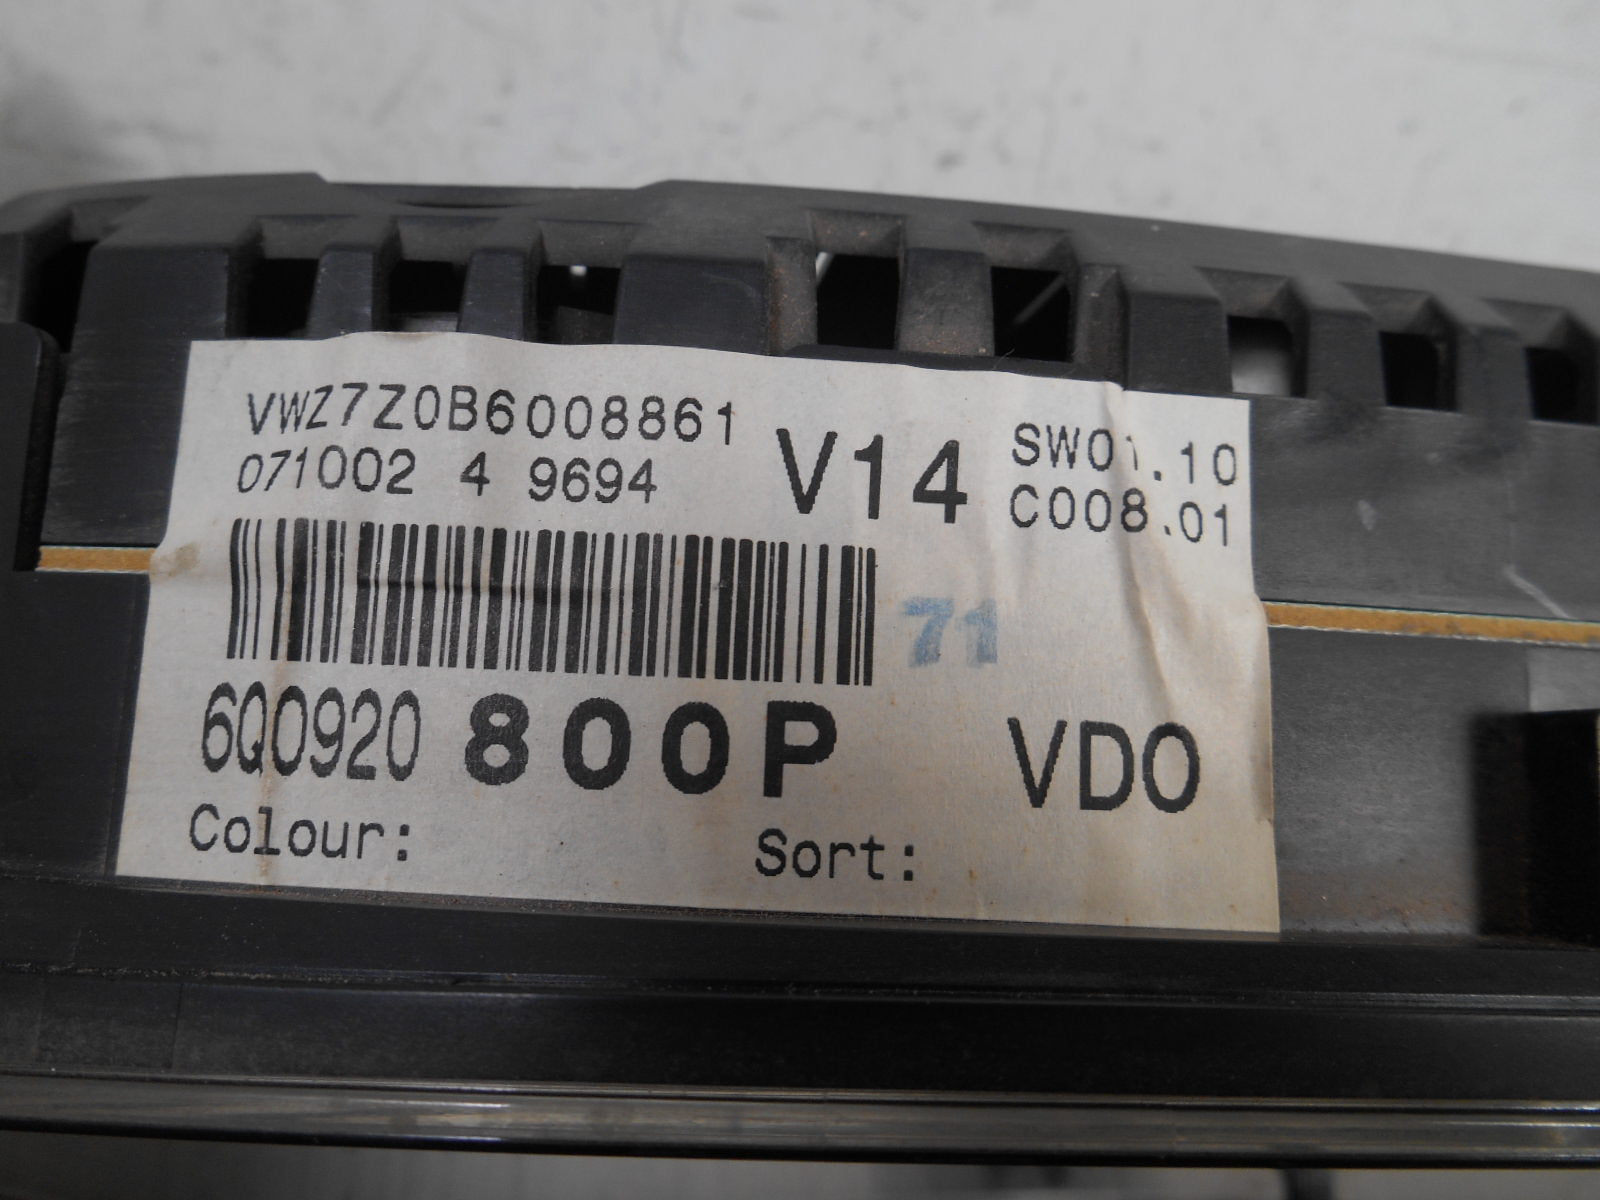 VWZ7Z0B6008861
071002 4 9694
V14
SW01.10
C008.01
71
6Q0920 800P VDO
Colour: Sort: